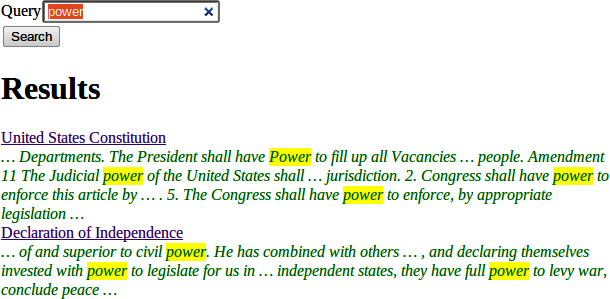 Query power ×
Search
Results
United States Constitution
… Departments. The President shall have Power to fill up all Vacancies … people. Amendment
11 The Judicial power of the United States shall … jurisdiction. 2. Congress shall have power to
enforce this article by … . 5. The Congress shall have power to enforce, by appropriate
legislation …
Declaration of Independence
… of and superior to civil power. He has combined with others … , and declaring themselves
invested with power to legislate for us in … independent states, they have full power to levy war,
conclude peace …